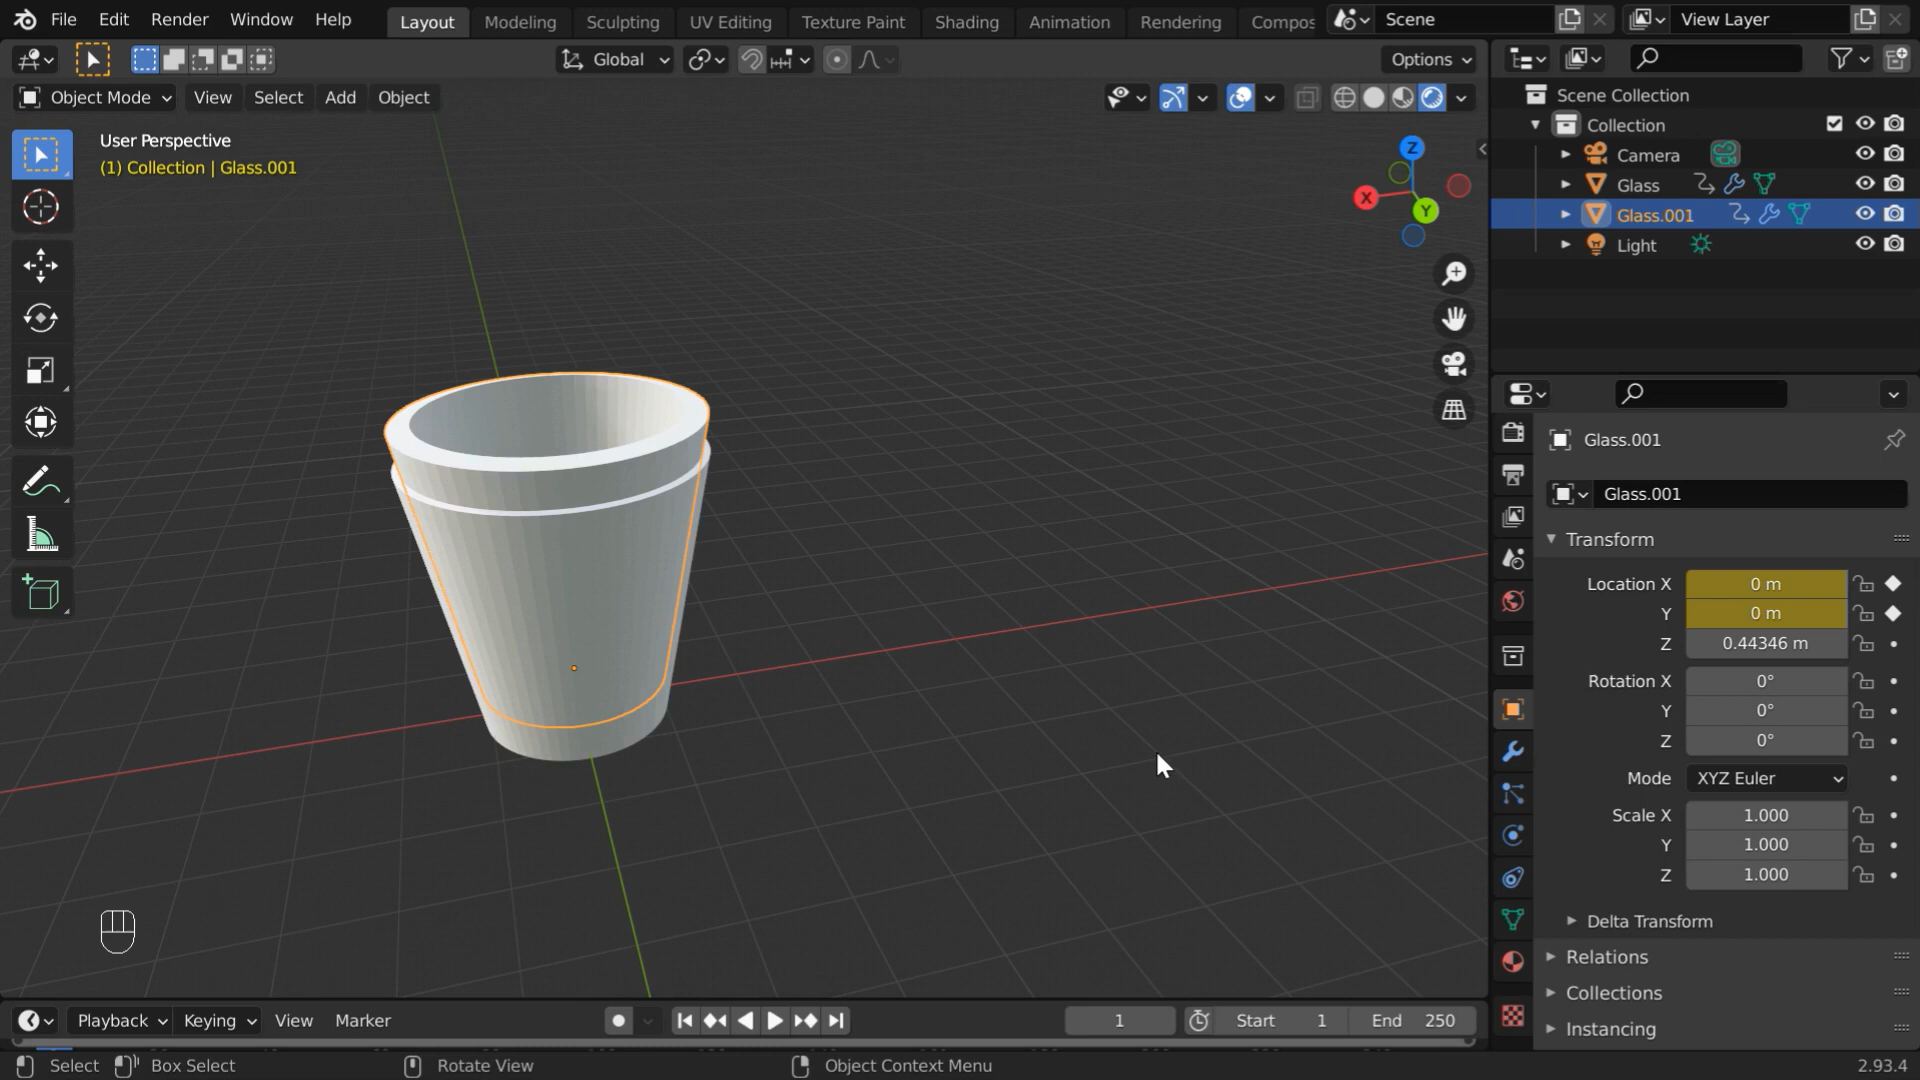 File Edit Render Window Help Layout Modeling Sculpting UV Editing Texture Paint Shading Animation Rendering Compos Scene View Layer
Global Options
Object Mode View Select Add Object
User Perspective
(1) Collection | Glass.001
Z
X
Y
Scene Collection
Collection
Camera
Glass
Glass.001
Light
Glass.001
Glass.001
Transform
Location X 0 m
Y 0 m
Z 0.44346 m
Rotation X 0°
Y 0°
Z 0°
Mode XYZ Euler
Scale X 1.000
Y 1.000
Z 1.000
Delta Transform
Relations
Collections
Instancing
Playback Keying View Marker 1 Start 1 End 250
Select Box Select Rotate View Object Context Menu 2.93.4